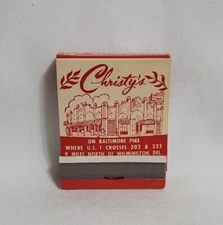 Christy's
ON BALTIMORE PIKE
WHERE U.S. 1 CROSSES 202 & 322
9 MILES NORTH OF WILMINGTON, DEL.